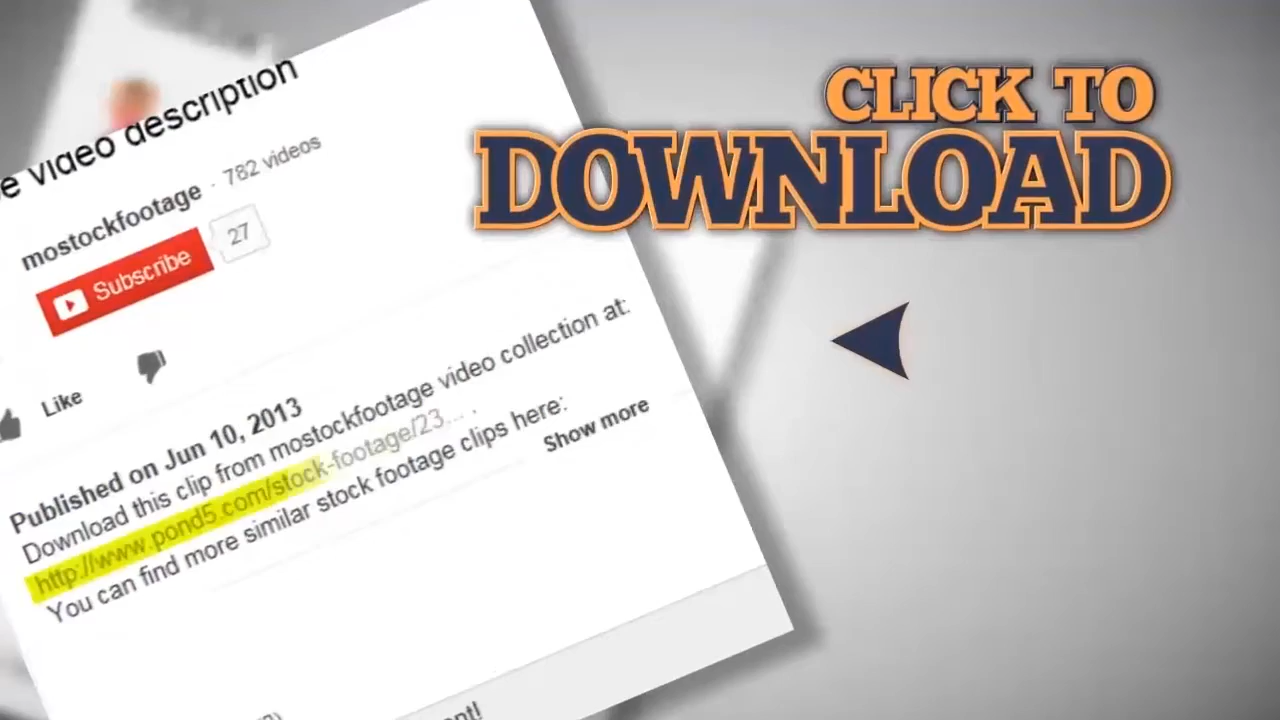 CLICK TO
DOWNLOAD
video description
mostockfootage · 782 videos
Subscribe 27
Like
Published on Jun 10, 2013
Download this clip from mostockfootage video collection at:
http://www.pond5.com/stock-footage/23... .
You can find more similar stock footage clips here:
Show more